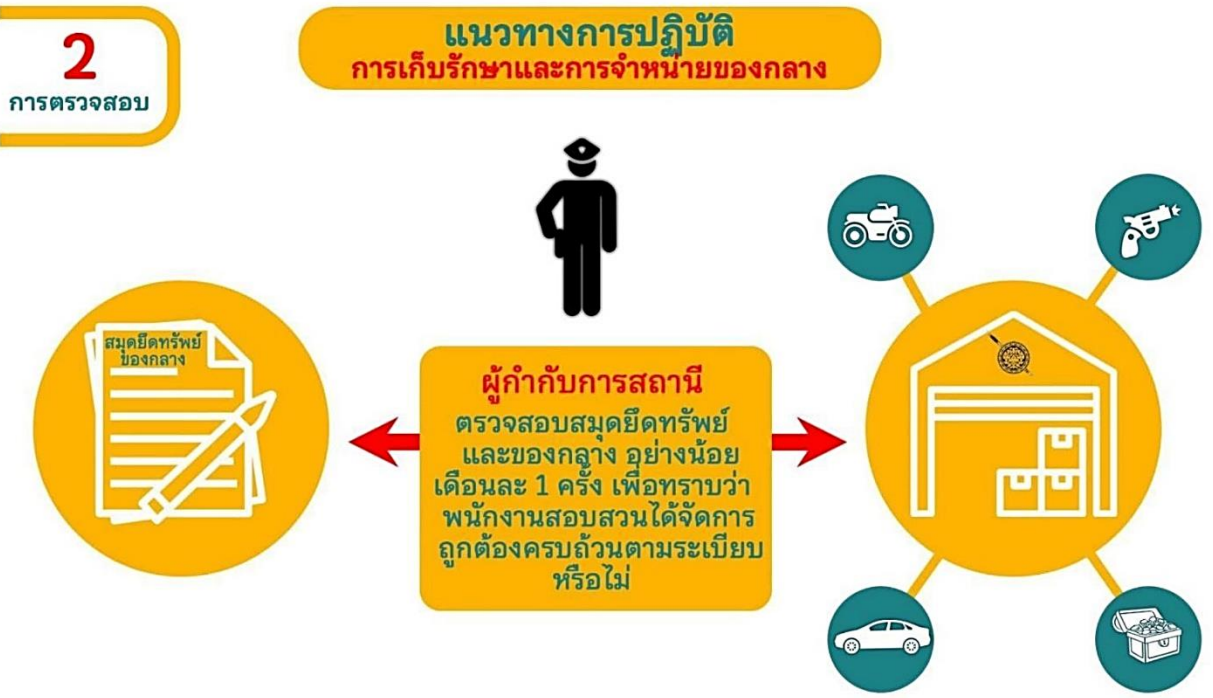 2
การตรวจสอบ
แนวทางการปฏิบัติ
การเก็บรักษาและการจำหน่ายของกลาง
สมุดยึดทรัพย์
ของกลาง
ผู้กำกับการสถานี
ตรวจสอบสมุดยึดทรัพย์
และของกลาง อย่างน้อย
เดือนละ 1 ครั้ง เพื่อทราบว่า
พนักงานสอบสวนได้จัดการ
ถูกต้องครบถ้วนตามระเบียบ
หรือไม่